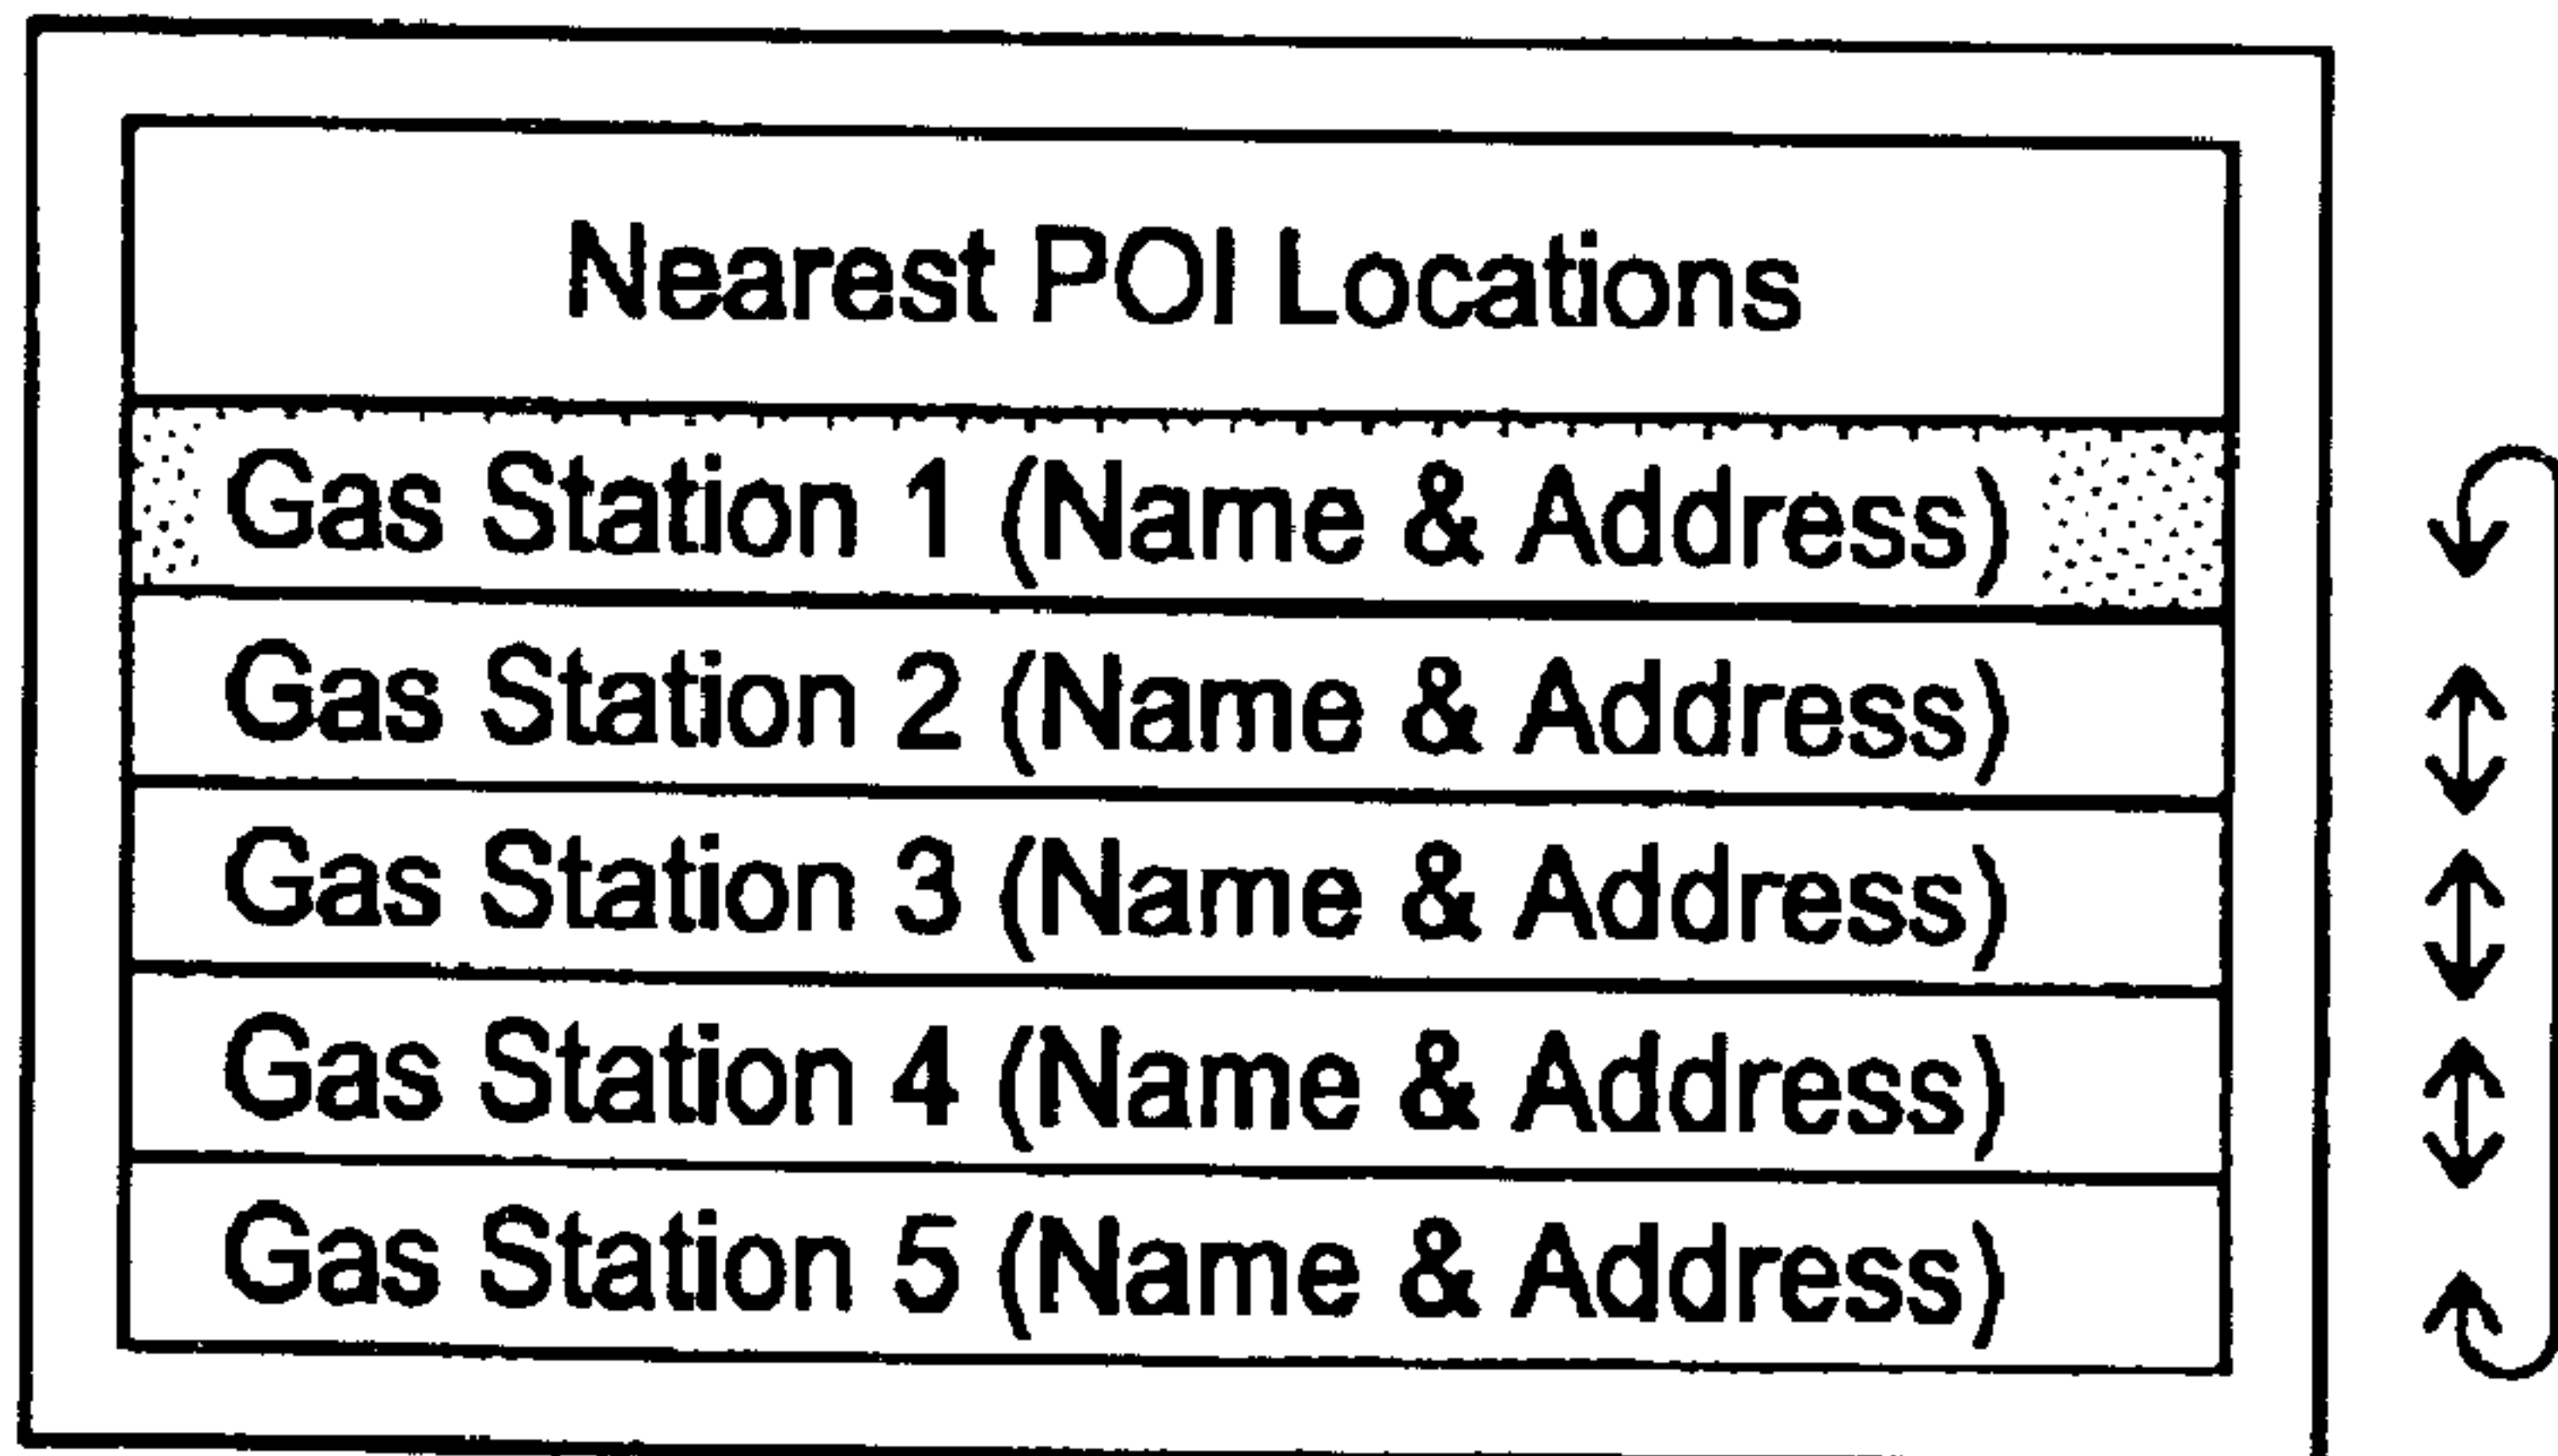 Nearest POI Locations
Gas Station 1 (Name & Address)
Gas Station 2 (Name & Address)
Gas Station 3 (Name & Address)
Gas Station 4 (Name & Address)
Gas Station 5 (Name & Address)